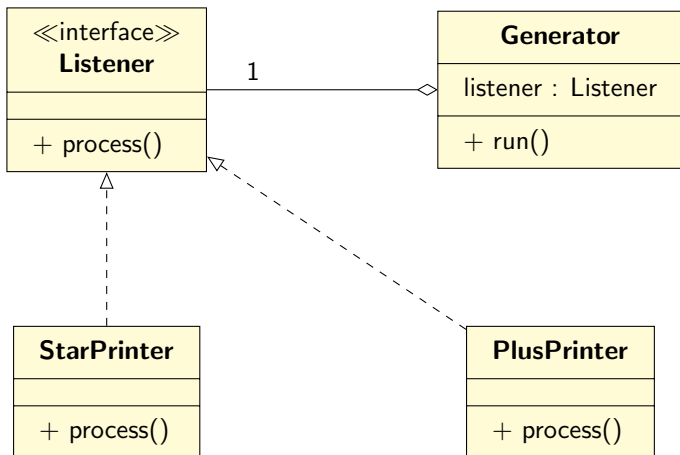 ≪interface≫
Listener
+ process()
1
Generator
listener : Listener
+ run()
StarPrinter
+ process()
PlusPrinter
+ process()